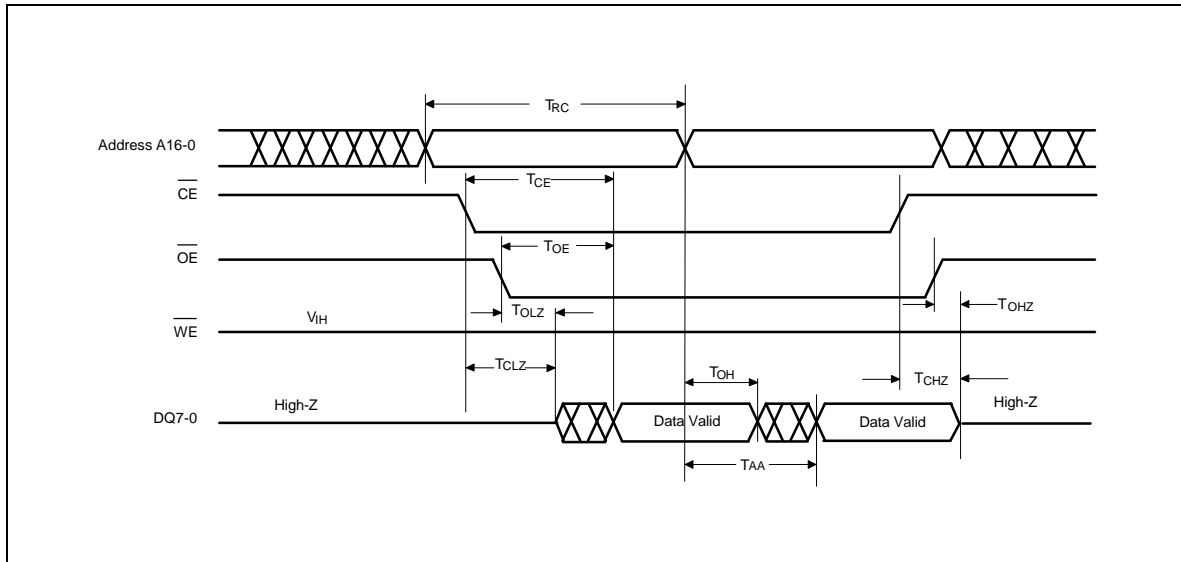 TRC
Address A16-0
TCE
CE
TOE
OE
TOLZ
TOHZ
VIH
WE
TCLZ
TOH
TCHZ
High-Z
Data Valid
Data Valid
High-Z
DQ7-0
TAA